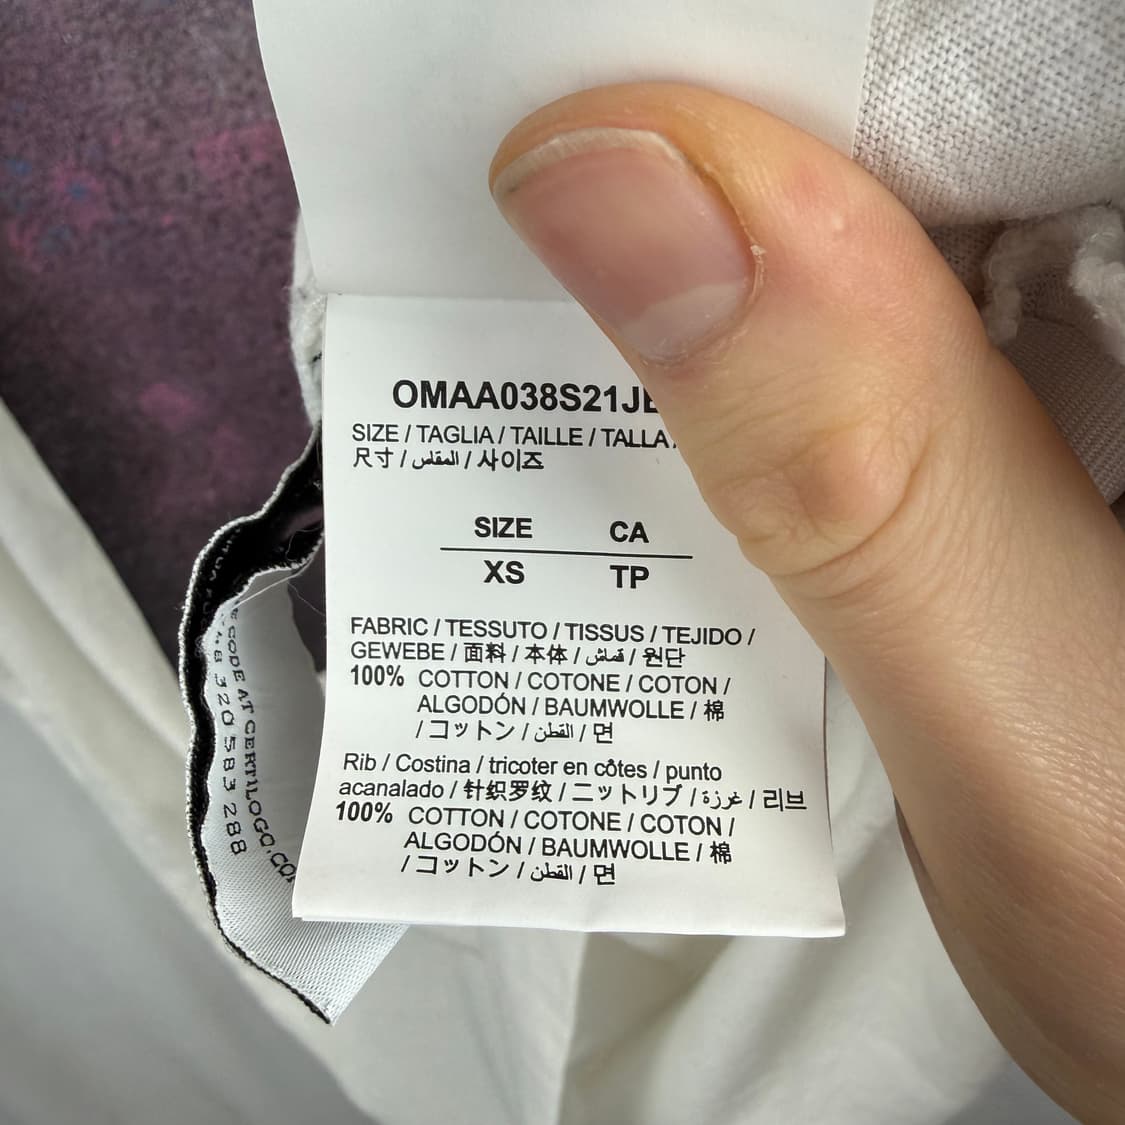 OMAA038S21JE
SIZE / TAGLIA / TAILLE / TALLA /
尺寸 / المقاس / 사이즈
SIZE CA
XS TP
FABRIC / TESSUTO / TISSUS / TEJIDO /
GEWEBE / 面料 / 本体 / قماش / 원단
100% COTTON / COTONE / COTON /
ALGODÓN / BAUMWOLLE / 棉
/ コットン / القطن / 면
Rib / Costina / tricoter en côtes / punto
acanalado / 针织罗纹 / ニットリブ / غرزة / 리브
100% COTTON / COTONE / COTON /
ALGODÓN / BAUMWOLLE / 棉
/ コットン / القطن / 면
CODE AT CERTILOGO.CO
320 583 288